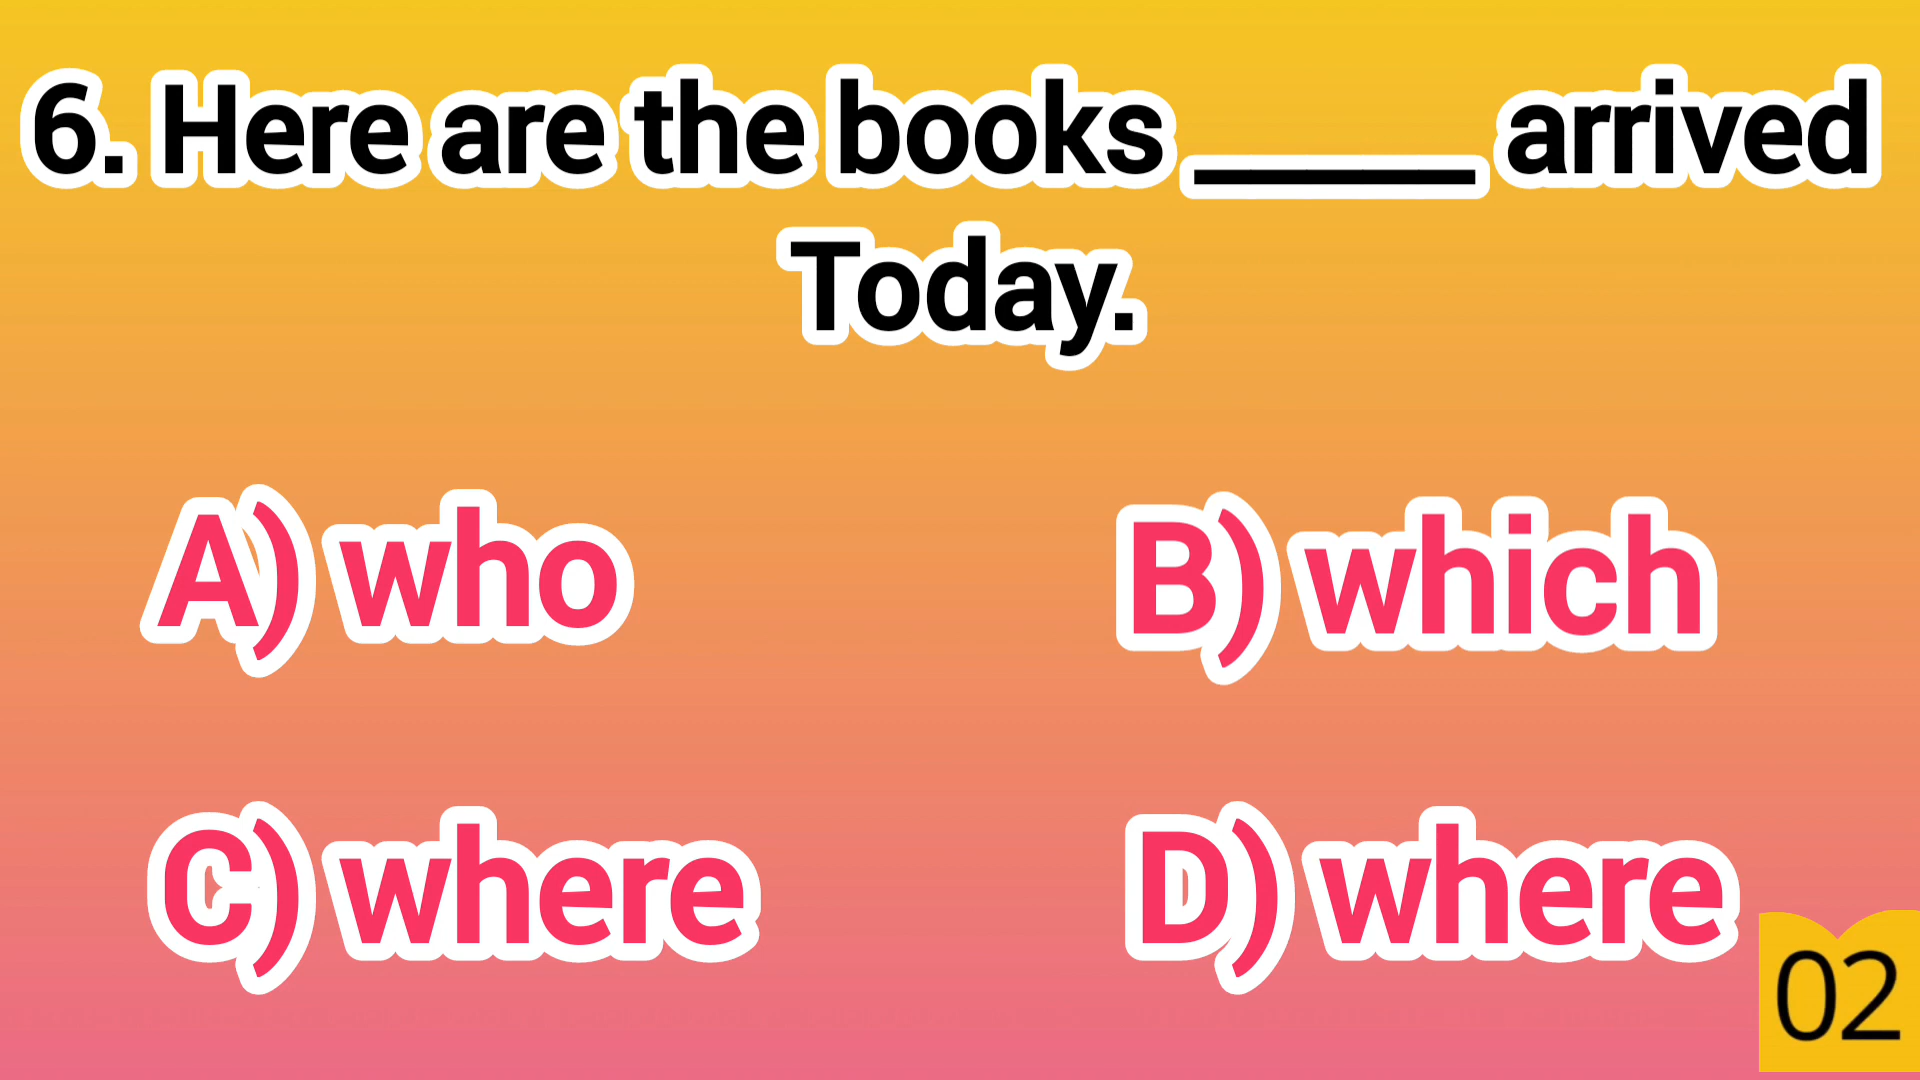 6. Here are the books _____ arrived
Today.
A) who
B) which
C) where
D) where
02